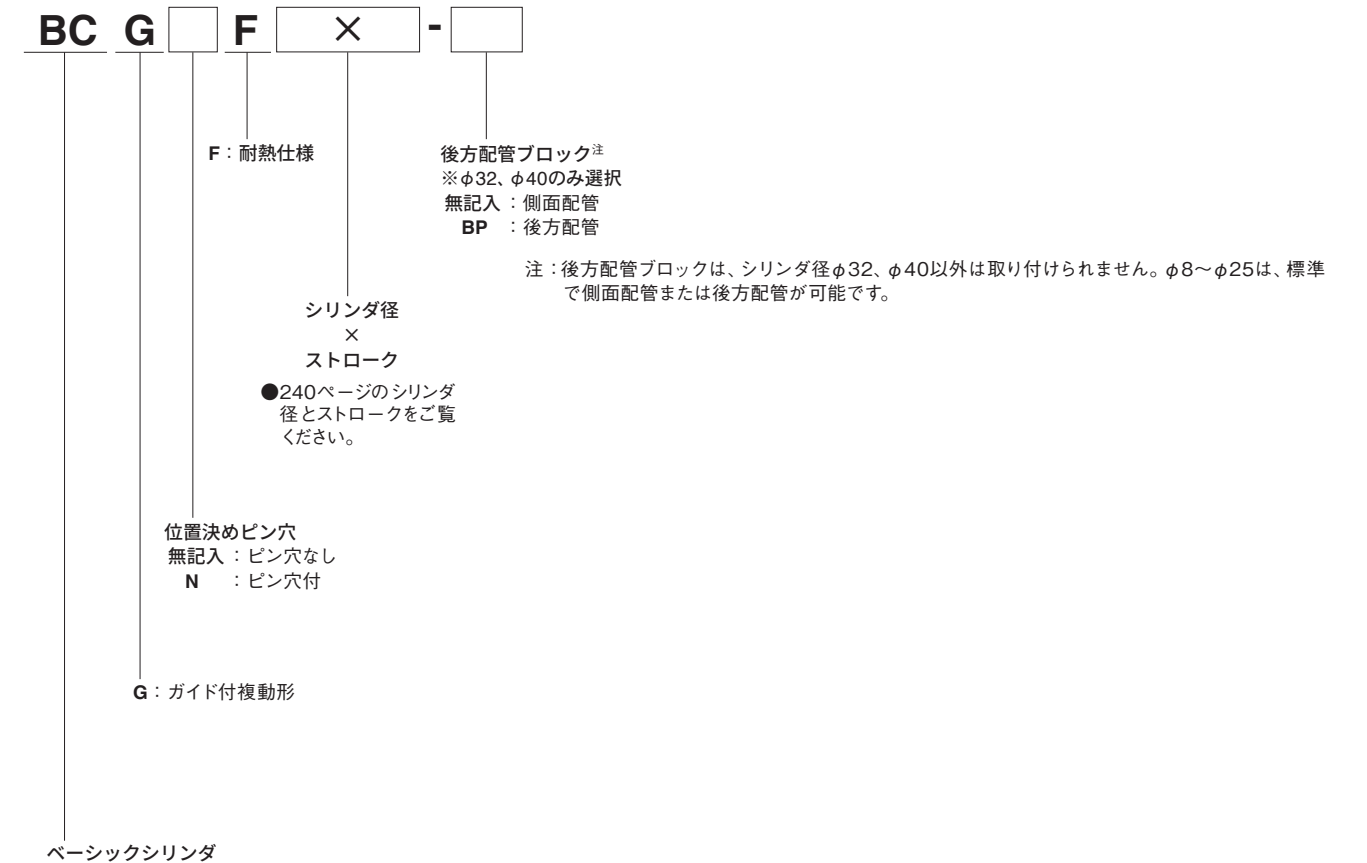 BC G F × -
F：耐熱仕様
後方配管ブロック注
※φ32、φ40のみ選択
無記入：側面配管
BP ：後方配管
注：後方配管ブロックは、シリンダ径φ32、φ40以外は取り付けられません。φ8〜φ25は、標準
で側面配管または後方配管が可能です。
シリンダ径
×
ストローク
●240ページのシリンダ
径とストロークをご覧
ください。
位置決めピン穴
無記入：ピン穴なし
N ：ピン穴付
G：ガイド付複動形
ベーシックシリンダ